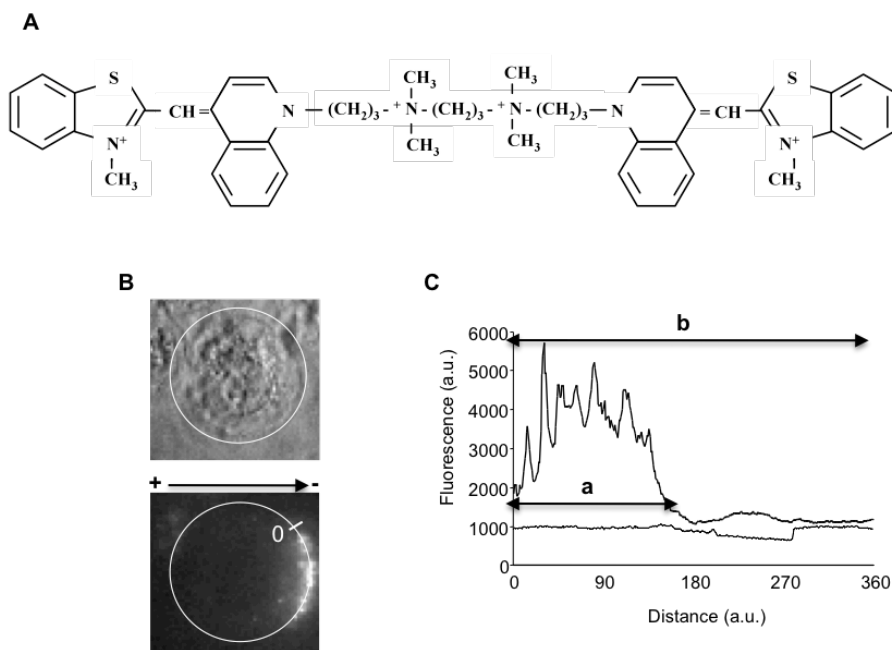 A
S CH3 CH3 S
CH= N -(CH2)3- +N-(CH2)3- +N-(CH2)3- N =CH
N+ CH3 CH3 N+
CH3 CH3
B
+ -
0
C
b
a
Fluorescence (a.u.)
6000
5000
4000
3000
2000
1000
0
0 90 180 270 360
Distance (a.u.)